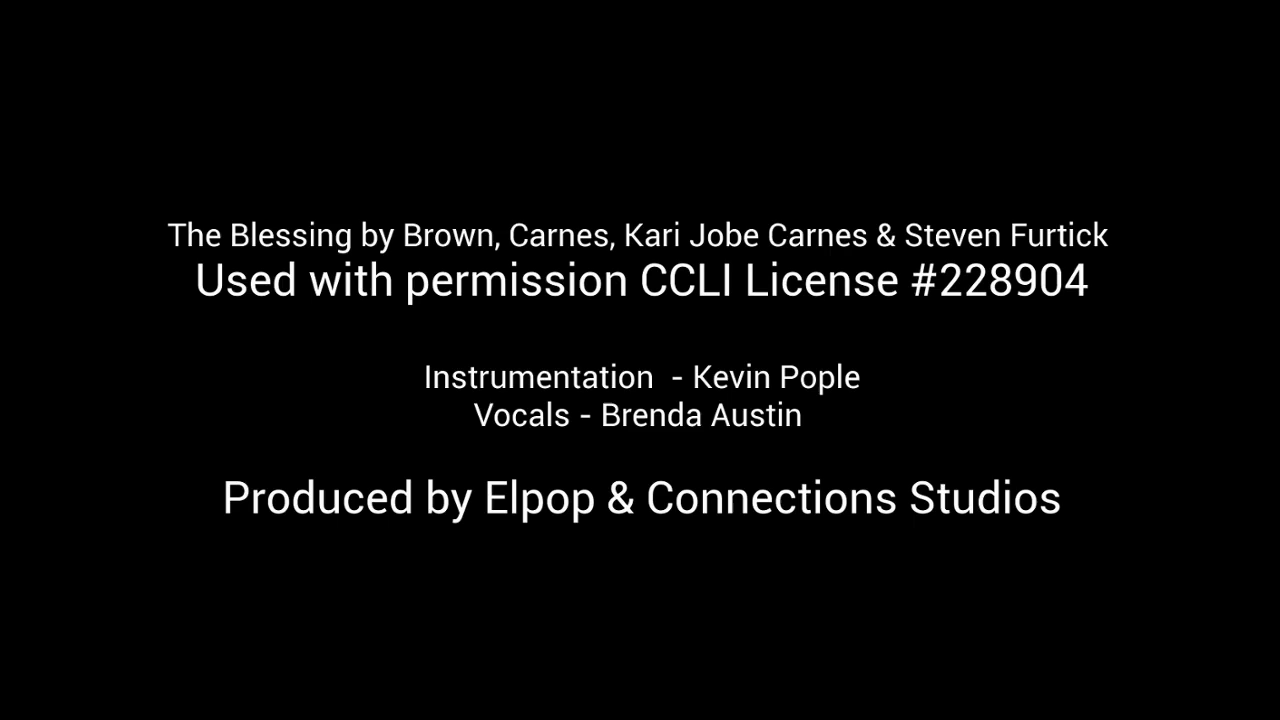 The Blessing by Brown, Carnes, Kari Jobe Carnes & Steven Furtick
Used with permission CCLI License #228904
Instrumentation  - Kevin Pople
Vocals - Brenda Austin
Produced by Elpop & Connections Studios